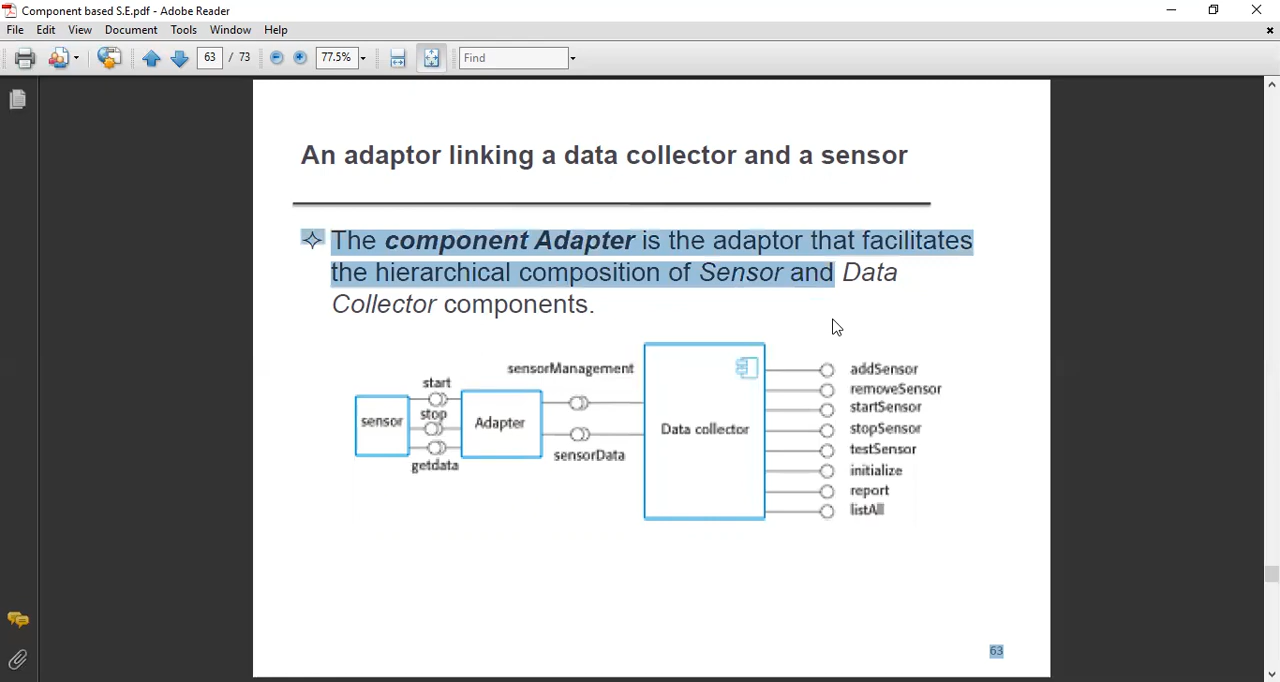 Component based S.E.pdf - Adobe Reader
File Edit View Document Tools Window Help
63 / 73 77.5% Find
An adaptor linking a data collector and a sensor
The component Adapter is the adaptor that facilitates
the hierarchical composition of Sensor and Data
Collector components.
sensorManagement
addSensor
start
removeSensor
stop
startSensor
sensor
Adapter
Data collector
stopSensor
testSensor
getdata
sensorData
initialize
report
listAll
63